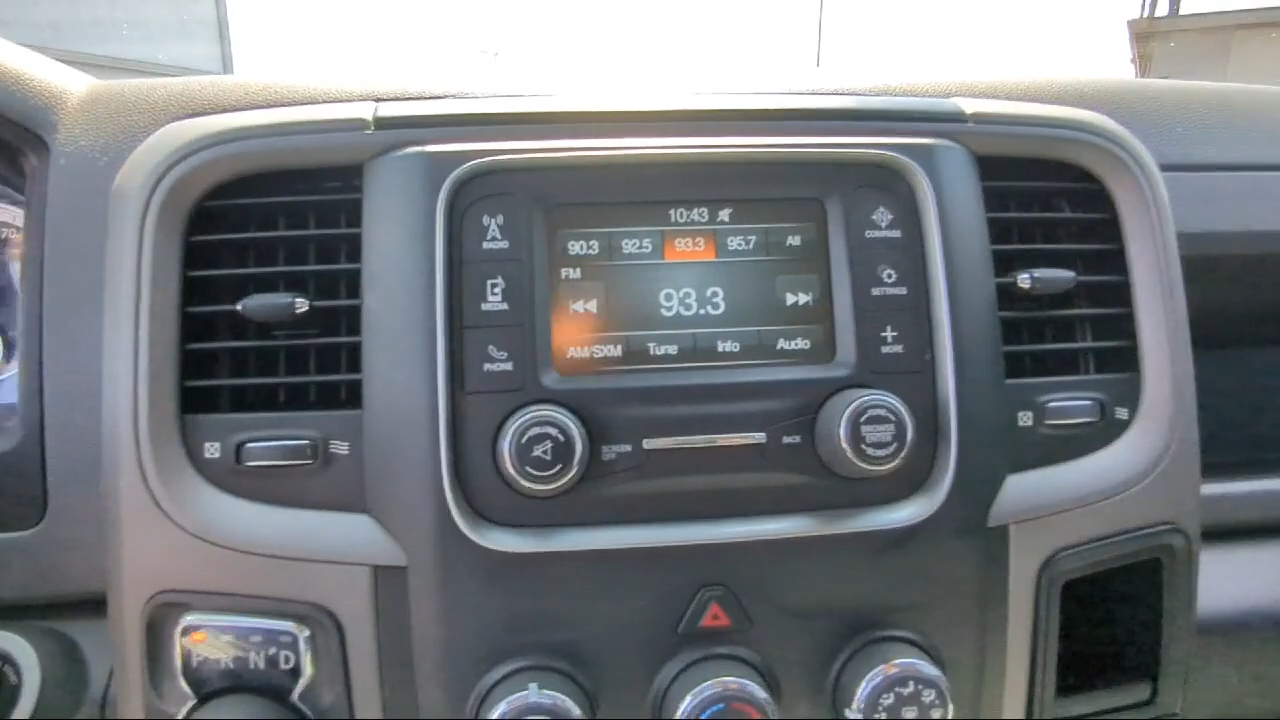 10:43
RADIO
COMPASS
90.3 92.5 93.3 95.7 All
70
FM
MEDIA
93.3
SETTINGS
AM/SXM Tune Info Audio
PHONE
MORE
SCREEN
OFF
BACK
BROWSE
ENTER
P R N D